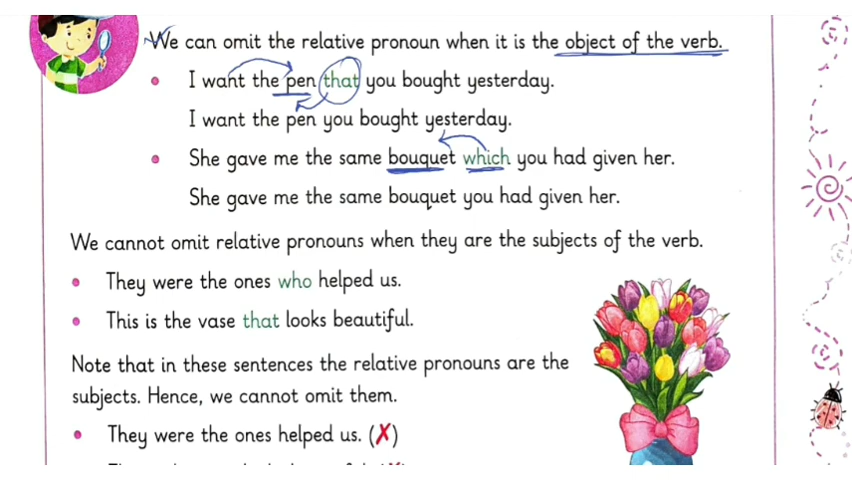 We can omit the relative pronoun when it is the object of the verb.
• I want the pen that you bought yesterday.
I want the pen you bought yesterday.
• She gave me the same bouquet which you had given her.
She gave me the same bouquet you had given her.
We cannot omit relative pronouns when they are the subjects of the verb.
• They were the ones who helped us.
• This is the vase that looks beautiful.
Note that in these sentences the relative pronouns are the
subjects. Hence, we cannot omit them.
• They were the ones helped us. (✗)